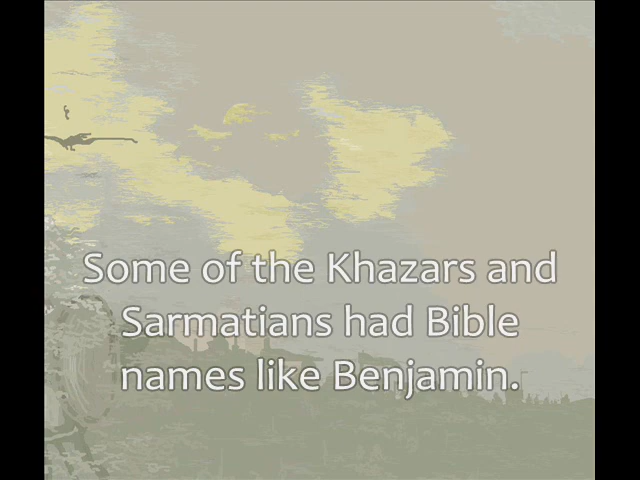 Some of the Khazars and
Sarmatians had Bible
names like Benjamin.